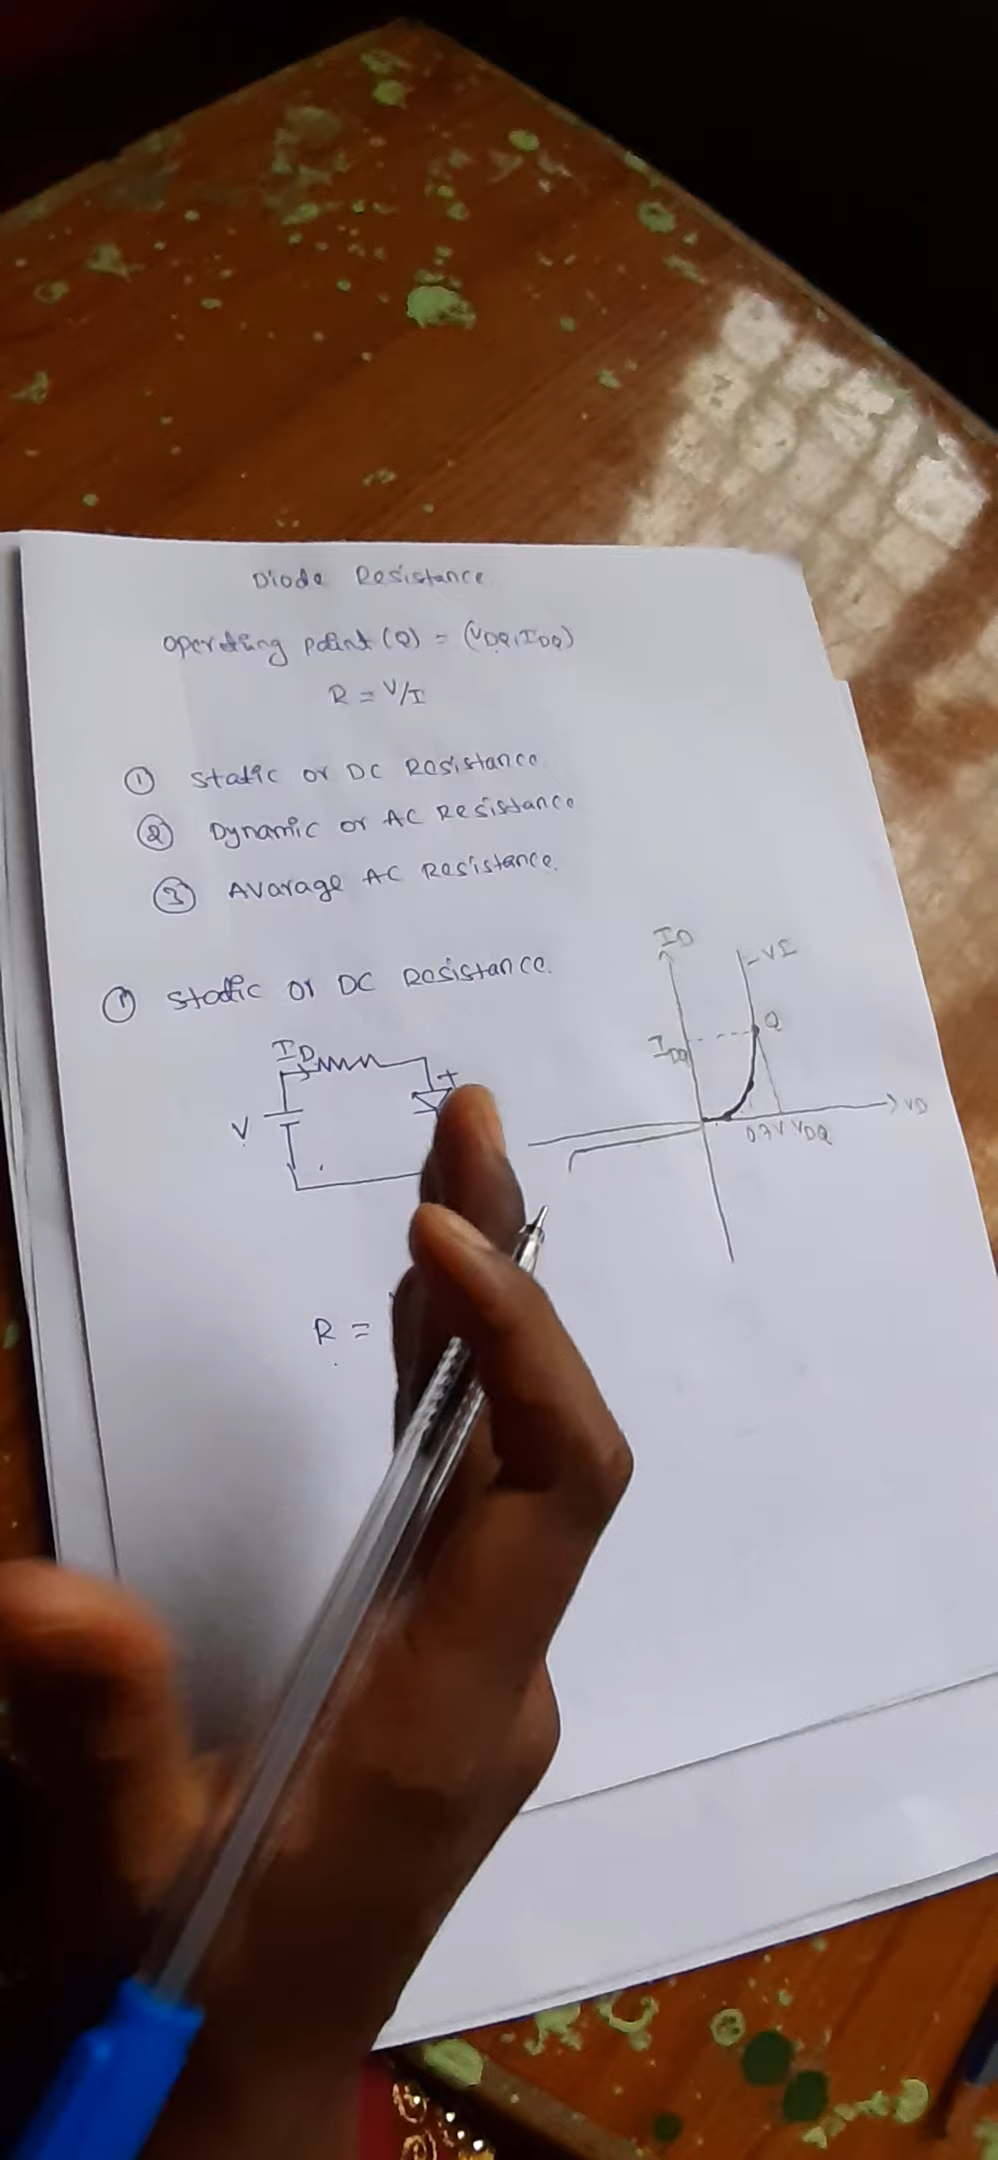 Diode Resistance
Operating point (Q) = (VDQ, IDQ)
R = V/I
① Static or DC Resistance
② Dynamic or AC Resistance
③ Avarage AC Resistance.
① Static or DC Resistance.
ID
V
+
R =
ID
VI
Q
IDQ
VD
0.7V VDQ